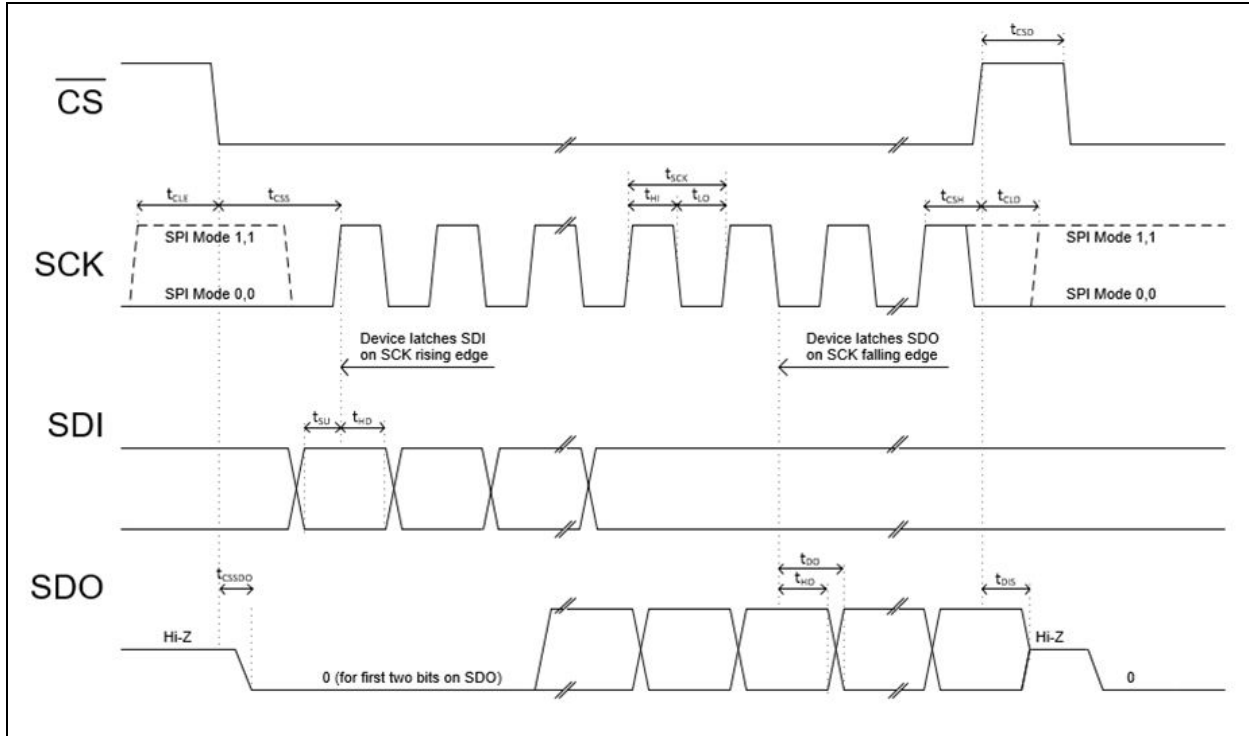 tCSD
CS
tCLE
tCSS
tSCK
tHI
tLO
tCSH
tCLD
SPI Mode 1,1
SPI Mode 1,1
SCK
SPI Mode 0,0
SPI Mode 0,0
Device latches SDI
on SCK rising edge
Device latches SDO
on SCK falling edge
SDI
tSU
tHD
SDO
tCSSDO
tDO
tHO
tDIS
Hi-Z
Hi-Z
0 (for first two bits on SDO)
0